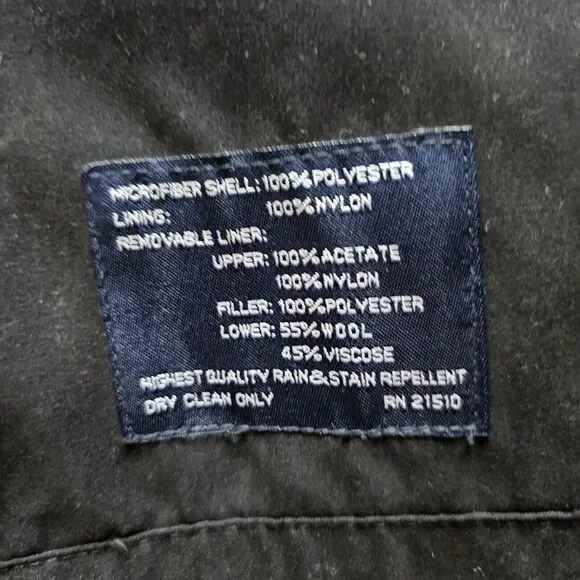 MICROFIBER SHELL: 100% POLYESTER
LINING: 100% NYLON
REMOVABLE LINER:
UPPER: 100% ACETATE
100% NYLON
FILLER: 100% POLYESTER
LOWER: 55% WOOL
45% VISCOSE
HIGHEST QUALITY RAIN & STAIN REPELLENT
DRY CLEAN ONLY RN 21510